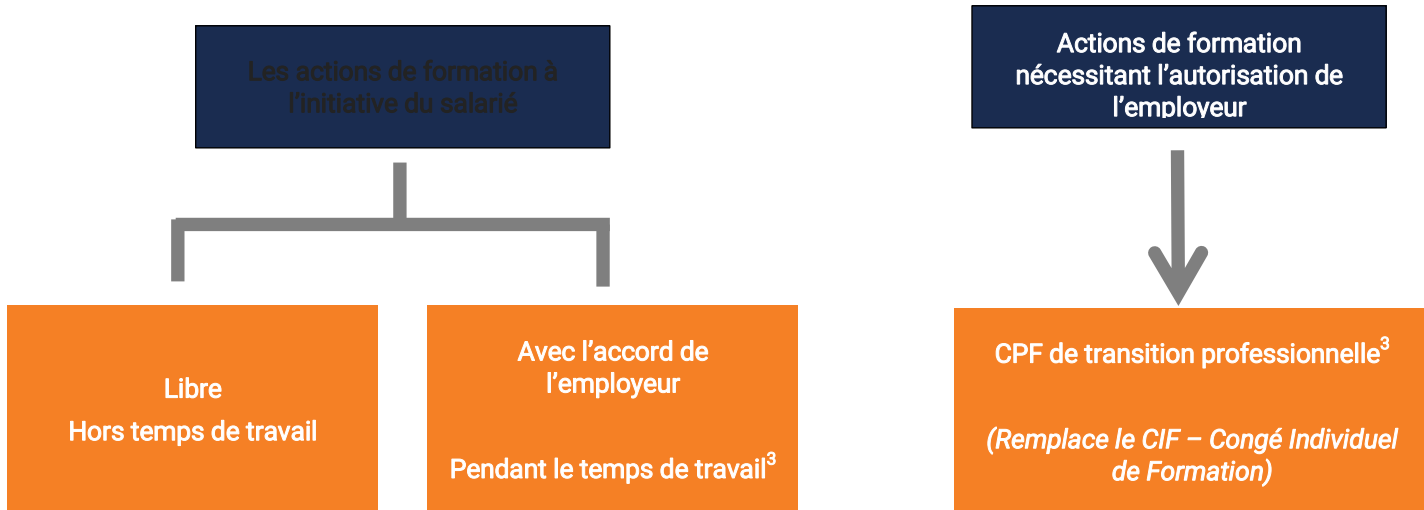 Les actions de formation à
l'initiative du salarié
Actions de formation
nécessitant l'autorisation de
l'employeur
Libre
Hors temps de travail
Avec l'accord de
l'employeur
Pendant le temps de travail³
CPF de transition professionnelle³
(Remplace le CIF – Congé Individuel
de Formation)